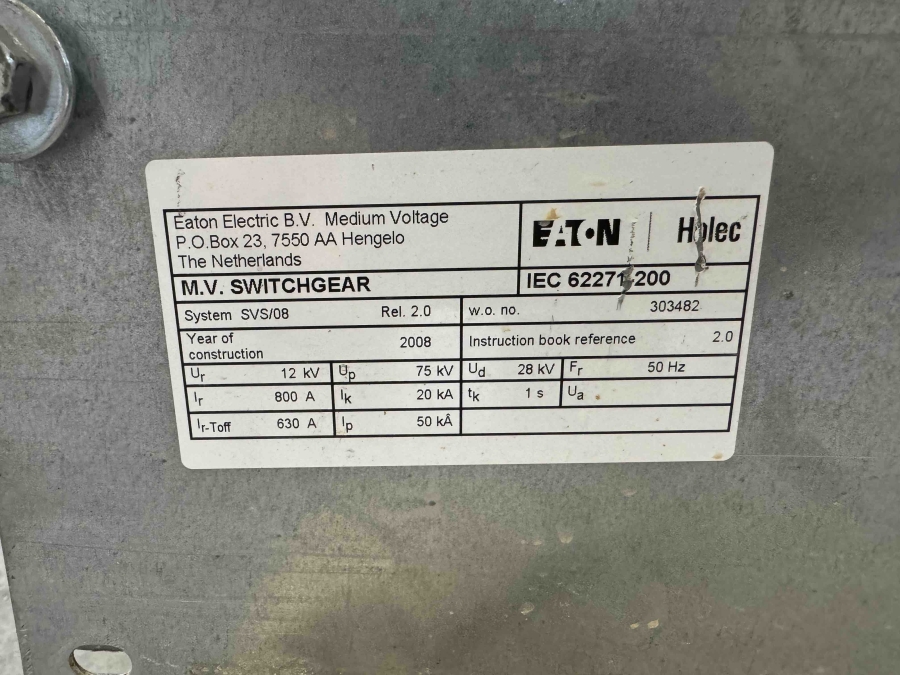 Eaton Electric B.V. Medium Voltage
P.O.Box 23, 7550 AA Hengelo
The Netherlands
EATON | Holec
M.V. SWITCHGEAR
IEC 62271-200
System SVS/08 Rel. 2.0
w.o. no. 303482
Year of
construction 2008
Instruction book reference 2.0
Ur 12 kV Up 75 kV Ud 28 kV Fr 50 Hz
Ir 800 A Ik 20 kA tk 1 s Ua
Ir-Toff 630 A Ip 50 kA